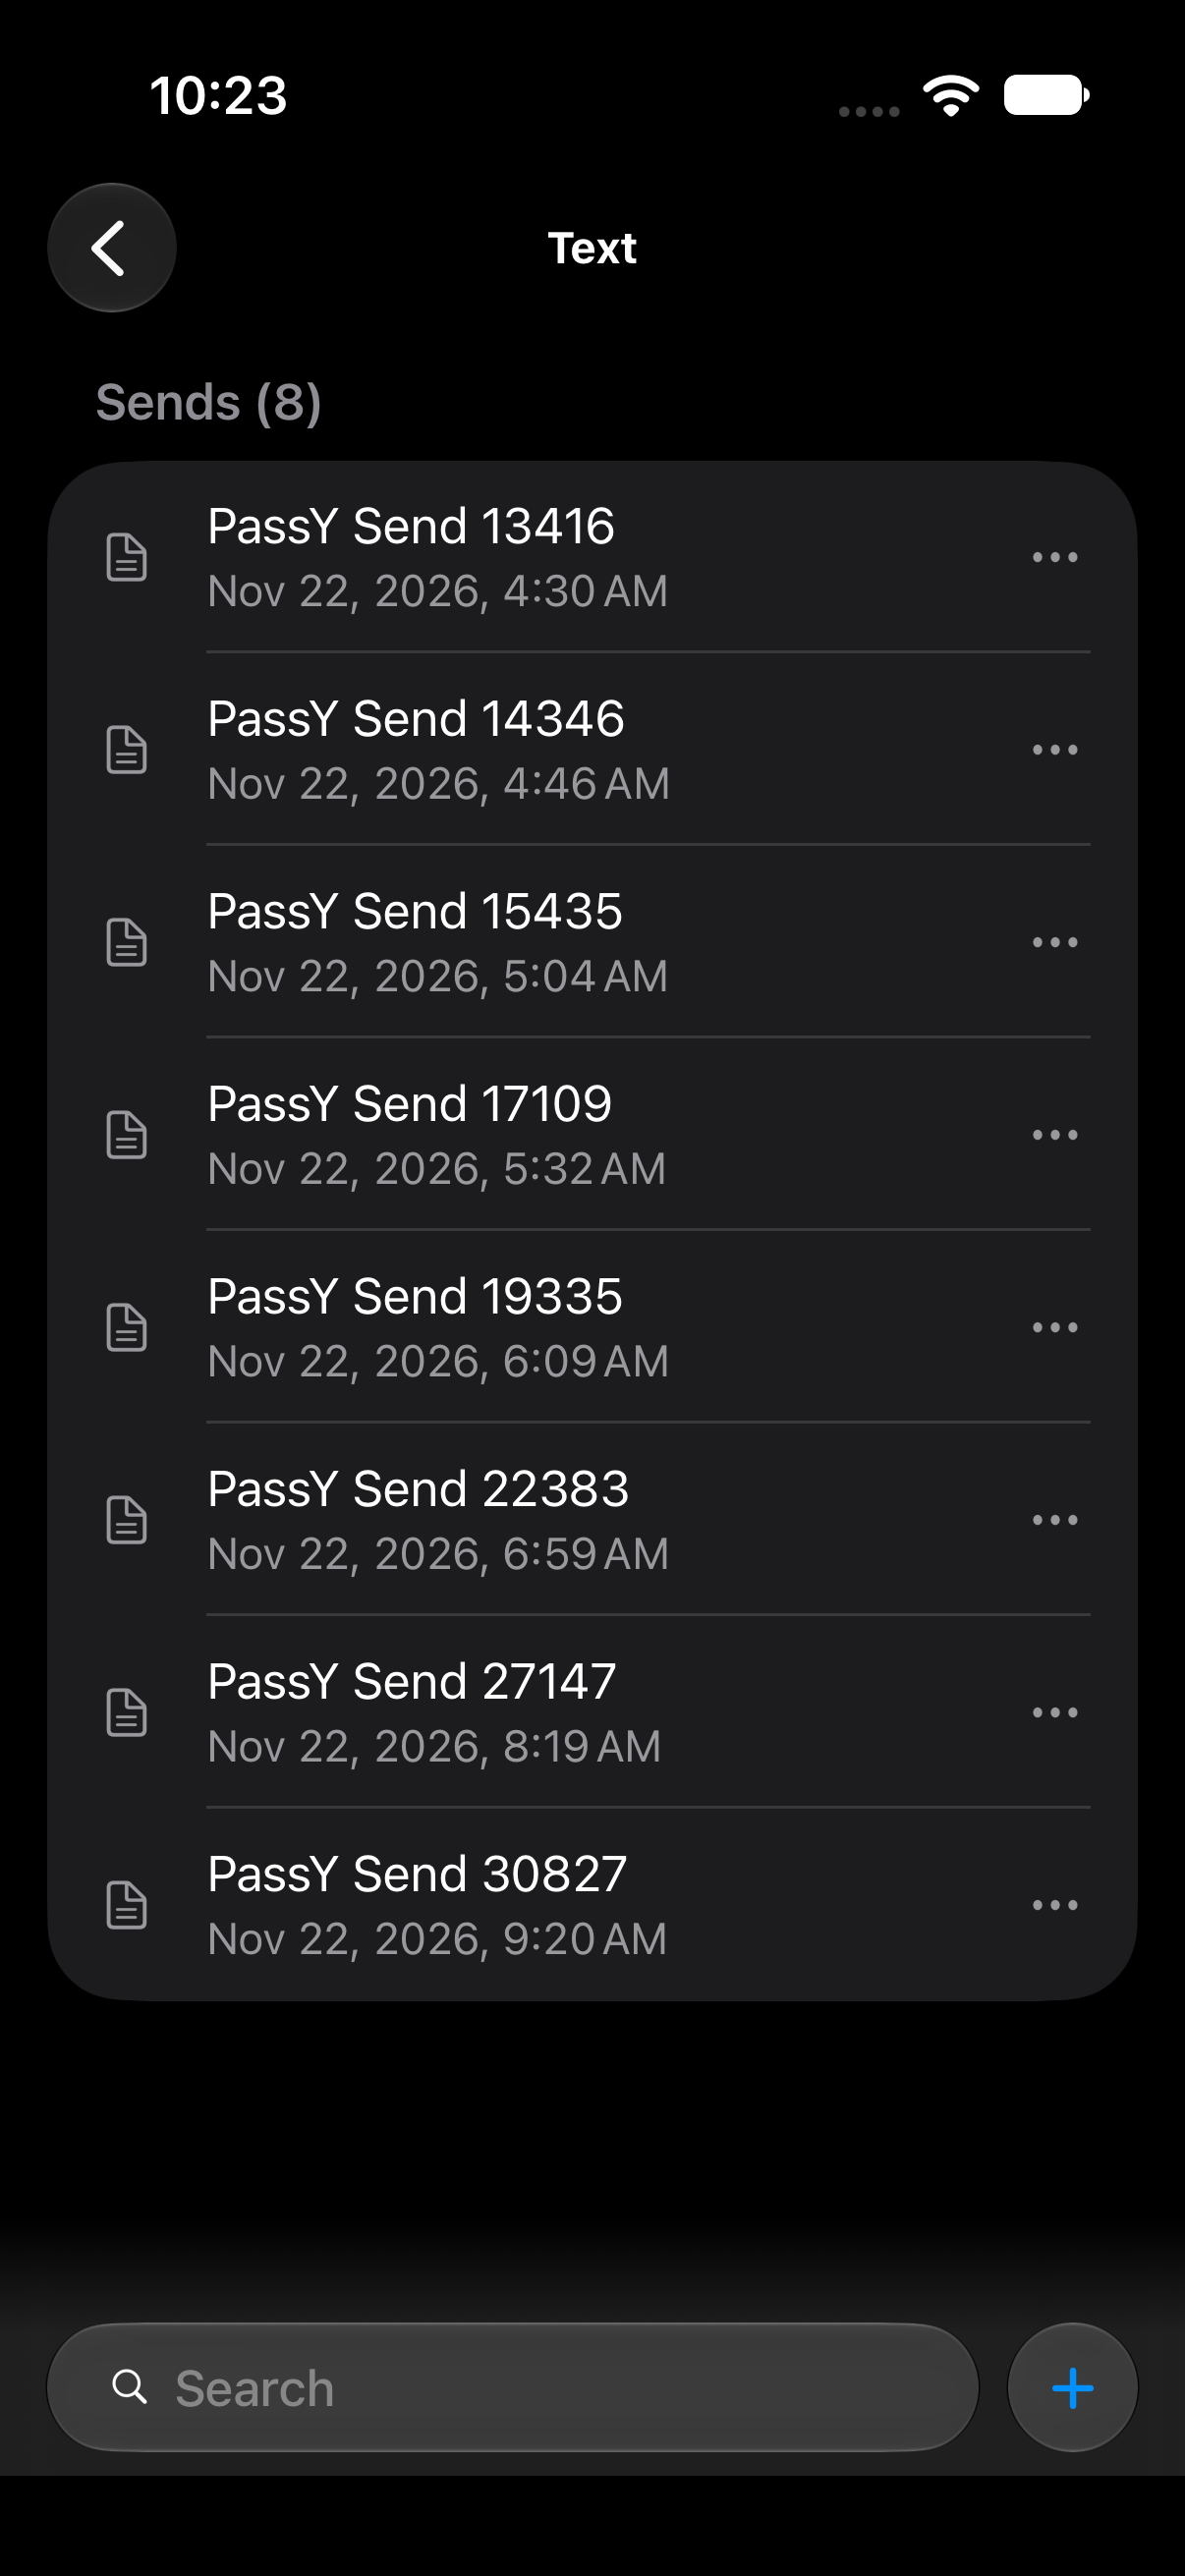 10:23
Text
Sends (8)
PassY Send 13416
Nov 22, 2026, 4:30 AM
PassY Send 14346
Nov 22, 2026, 4:46 AM
PassY Send 15435
Nov 22, 2026, 5:04 AM
PassY Send 17109
Nov 22, 2026, 5:32 AM
PassY Send 19335
Nov 22, 2026, 6:09 AM
PassY Send 22383
Nov 22, 2026, 6:59 AM
PassY Send 27147
Nov 22, 2026, 8:19 AM
PassY Send 30827
Nov 22, 2026, 9:20 AM
Search